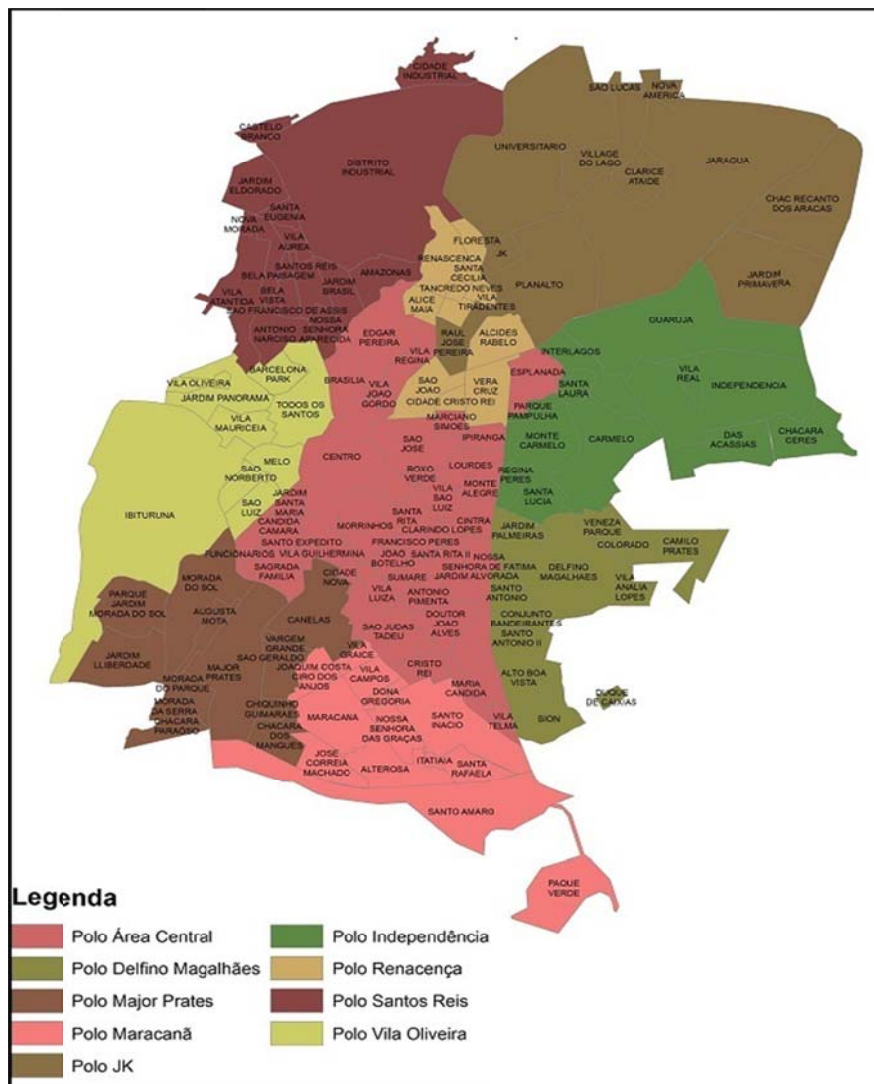 CIDADE
INDUSTRIAL
SAO LUCAS
NOVA
AMERICA
CASTELO
BRANCO
UNIVERSITARIO
DISTRITO
INDUSTRIAL
VILLAGE
DO LAGO
CLARICE
ATAIDE
JARAGUA
JARDIM
ELDORADO
CHAC RECANTO
DOS ARACAS
SANTA
EUGENIA
NOVA
MORADA
VILA
AUREA
FLORESTA
JK
RENASCENCA
SANTA
CECILIA
SANTOS REIS
BELA PAISAGEM
AMAZONAS
JARDIM
BRASIL
TANCREDO NEVES
PLANALTO
JARDIM
PRIMAVERA
VILA
ATANTIDA
BELA
VISTA
SAO FRANCISCO DE ASSIS
ALICE
MAIA
VILA
TIRADENTES
NOSSA
SENHORA
APARECIDA
ANTONIO
NARCISO
EDGAR
PEREIRA
RAUL
JOSE
PEREIRA
ALCIDES
RABELO
GUARUJA
VILA
REGINA
INTERLAGOS
BARCELONA
PARK
ESPLANADA
VILA OLIVEIRA
BRASILIA
VILA
JOAO
GORDO
SAO
JOAO
VERA
CRUZ
SANTA
LAURA
VILA
REAL
INDEPENDENCIA
JARDIM PANORAMA
TODOS OS
SANTOS
CIDADE CRISTO REI
PARQUE
PAMPULHA
VILA
MAURICEIA
MARCIANO
SIMOES
SAO
JOSE
IPIRANGA
MONTE
CARMELO
CARMELO
DAS
ACASSIAS
CHACARA
CERES
CENTRO
MELO
SAO
NORBERTO
ROXO
VERDE
LOURDES
REGINA
PERES
MONTE
ALEGRE
SAO
LUIZ
JARDIM
SANTA
MARIA
VILA
SAO
LUIZ
SANTA
LUCIA
IBITURUNA
CANDIDA
CAMARA
MORRINHOS
SANTA
RITA
CINTRA
CLARINDO LOPES
JARDIM
PALMEIRAS
VENEZA
PARQUE
COLORADO
CAMILO
PRATES
SANTO EXPEDITO
FRANCISCO PERES
FUNCIONARIOS
VILA GUILHERMINA
JOAO
BOTELHO
SANTA RITA II
NOSSA
SENHORA DE FATIMA
DELFINO
MAGALHAES
SAGRADA
FAMILIA
CIDADE
NOVA
SUMARE
JARDIM ALVORADA
VILA
ANALIA
LOPES
PARQUE
JARDIM
MORADA DO SOL
MORADA
DO SOL
VILA
LUIZA
ANTONIO
PIMENTA
SANTO
ANTONIO
AUGUSTA
MOTA
CANELAS
DOUTOR
JOAO
ALVES
CONJUNTO
BANDEIRANTES
SAO JUDAS
TADEU
SANTO
ANTONIO II
VARGEM
GRANDE
SAO GERALDO
VILA
GRAICE
JARDIM
LLIBERDADE
MAJOR
PRATES
JOAQUIM COSTA
CIRO DOS
ANJOS
VILA
CAMPOS
CRISTO
REI
ALTO BOA
VISTA
MORADA
DO PARQUE
MARIA
CANDIDA
DONA
GREGORIA
DUQUE
DE CAIXIAS
MORADA
DA SERRA
CHACARA
PARAÓSO
CHIQUINHO
GUIMARAES
MARACANA
SANTO
INACIO
VILA
TELMA
SION
CHACARA
DOS
MANGUES
NOSSA
SENHORA
DAS GRAÇAS
JOSE
CORREIA
MACHADO
ALTEROSA
ITATIAIA
SANTA
RAFAELA
SANTO AMARG
PAQUE
VERDE
Legenda
Polo Área Central
Polo Delfino Magalhães
Polo Major Prates
Polo Maracanã
Polo JK
Polo Independência
Polo Renacença
Polo Santos Reis
Polo Vila Oliveira